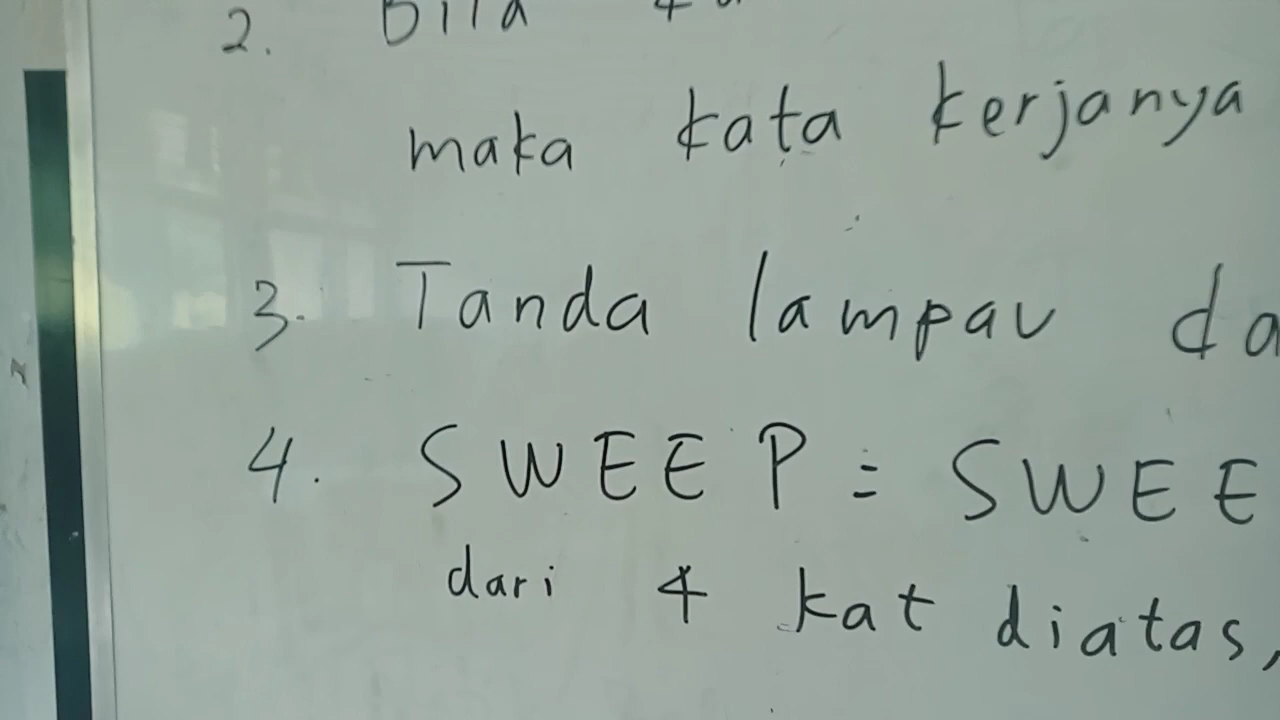 2. Bila
maka kata kerjanya
3. Tanda lampau da
4. SWEEP = SWEE
dari 4 kat diatas,